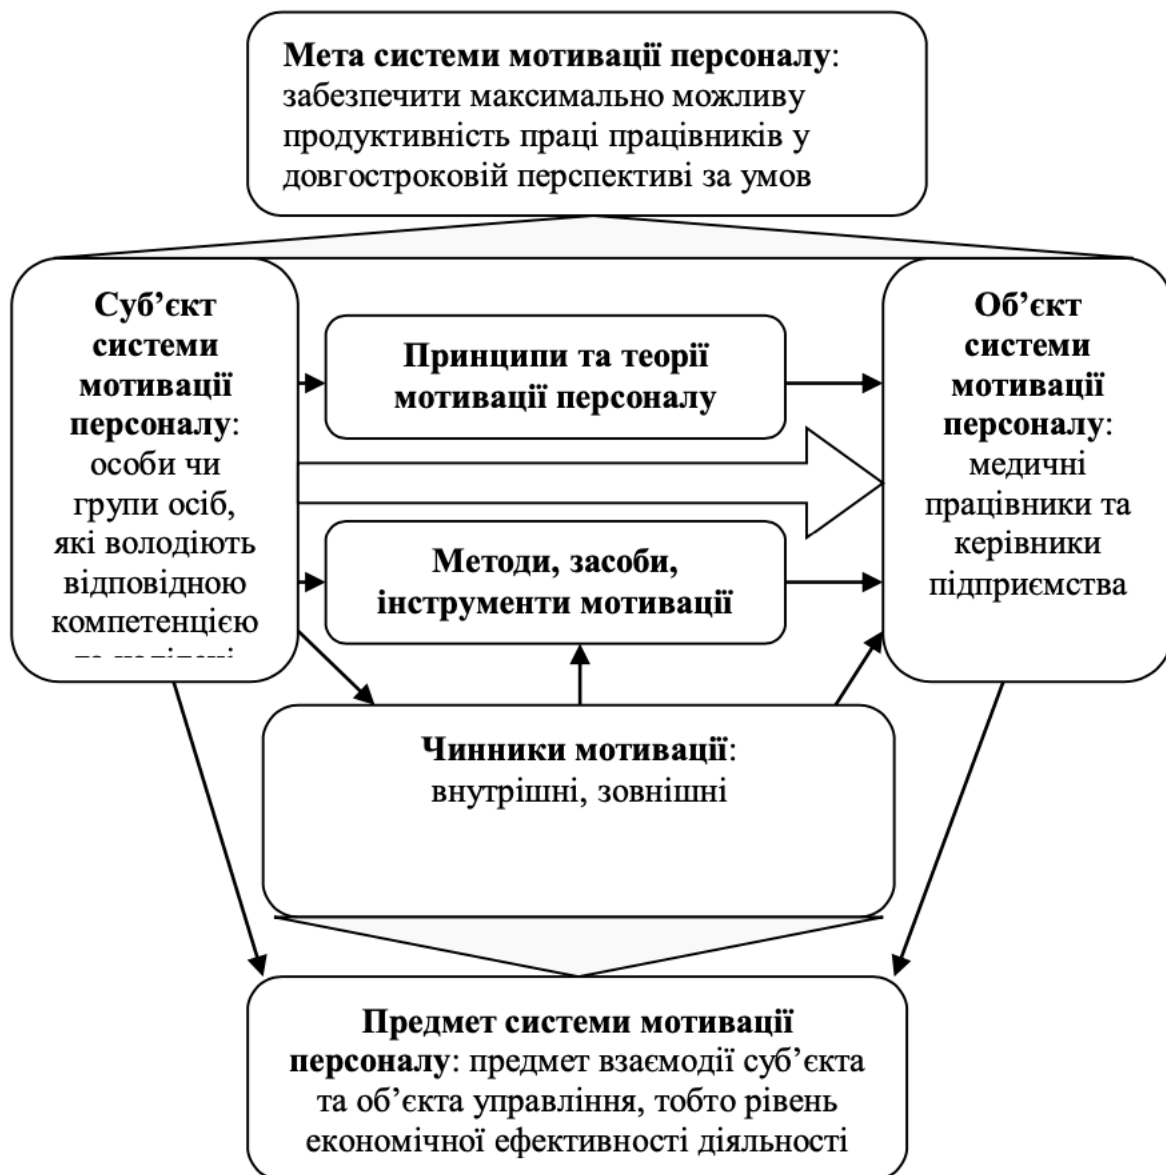 Мета системи мотивації персоналу:
забезпечити максимально можливу
продуктивність праці працівників у
довгостроковій перспективі за умов
Суб’єкт
системи
мотивації
персоналу:
особи чи
групи осіб,
які володіють
відповідною
компетенцією
Принципи та теорії
мотивації персоналу
Методи, засоби,
інструменти мотивації
Об’єкт
системи
мотивації
персоналу:
медичні
працівники та
керівники
підприємства
Чинники мотивації:
внутрішні, зовнішні
Предмет системи мотивації
персоналу: предмет взаємодії суб’єкта
та об’єкта управління, тобто рівень
економічної ефективності діяльності